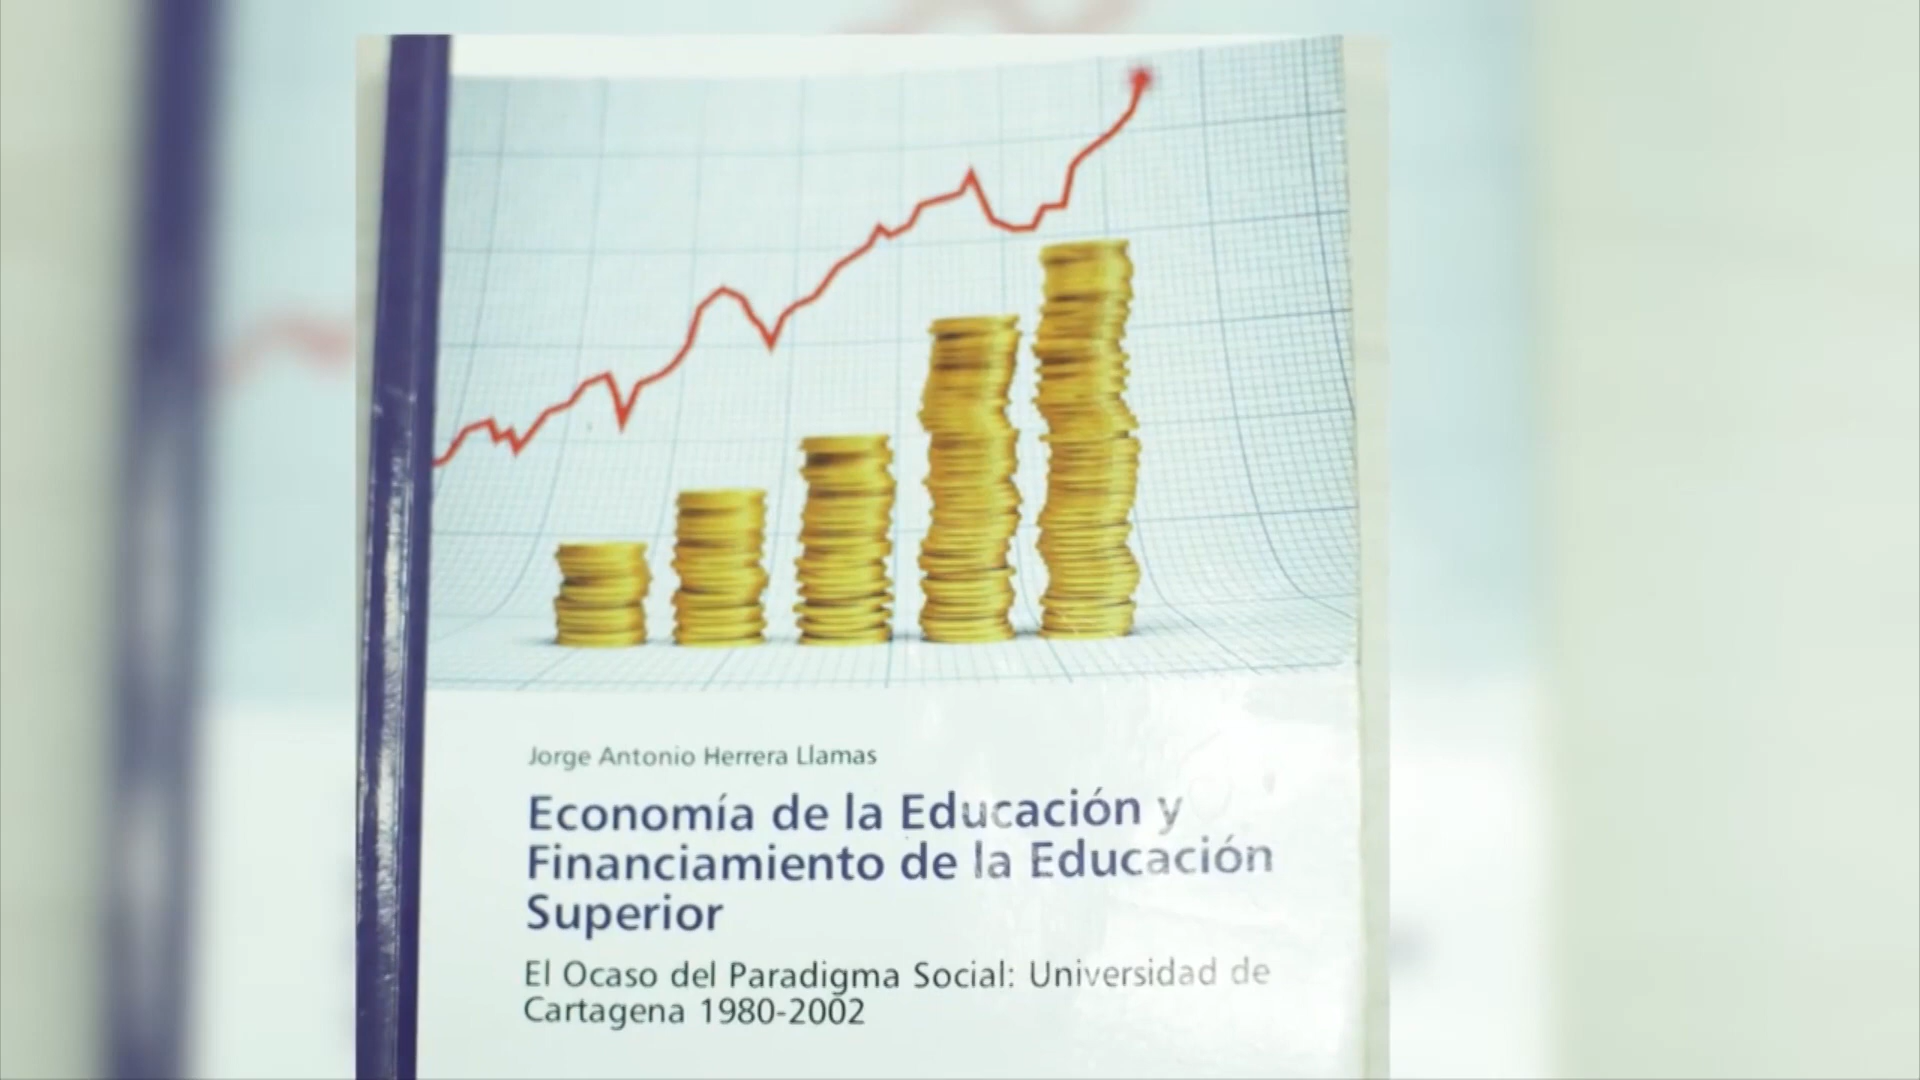 Jorge Antonio Herrera Llamas
Economía de la Educación y
Financiamiento de la Educación
Superior
El Ocaso del Paradigma Social: Universidad de
Cartagena 1980-2002